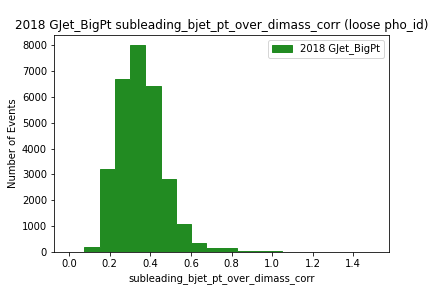 2018 GJet_BigPt subleading_bjet_pt_over_dimass_corr (loose pho_id)
2018 GJet_BigPt
Number of Events
8000
7000
6000
5000
4000
3000
2000
1000
0
0.0 0.2 0.4 0.6 0.8 1.0 1.2 1.4
subleading_bjet_pt_over_dimass_corr